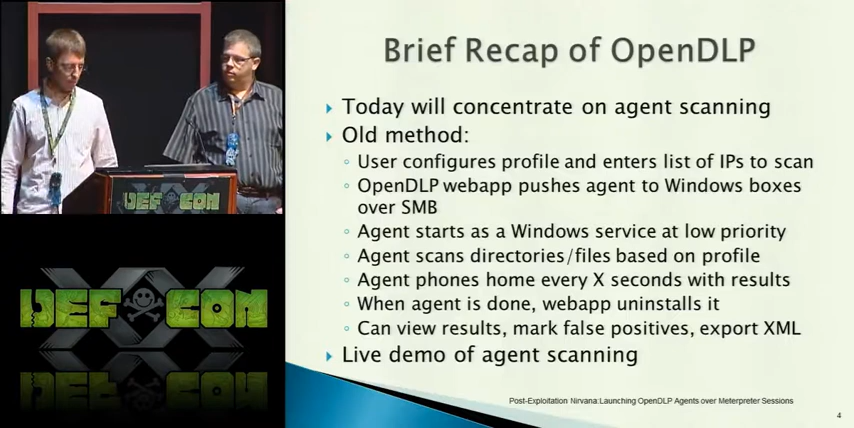 Brief Recap of OpenDLP
Today will concentrate on agent scanning
Old method:
User configures profile and enters list of IPs to scan
OpenDLP webapp pushes agent to Windows boxes
over SMB
Agent starts as a Windows service at low priority
Agent scans directories/files based on profile
Agent phones home every X seconds with results
When agent is done, webapp uninstalls it
Can view results, mark false positives, export XML
Live demo of agent scanning
Post-Exploitation Nirvana:Launching OpenDLP Agents over Meterpreter Sessions
4
DEF CON
XX
DEF CON